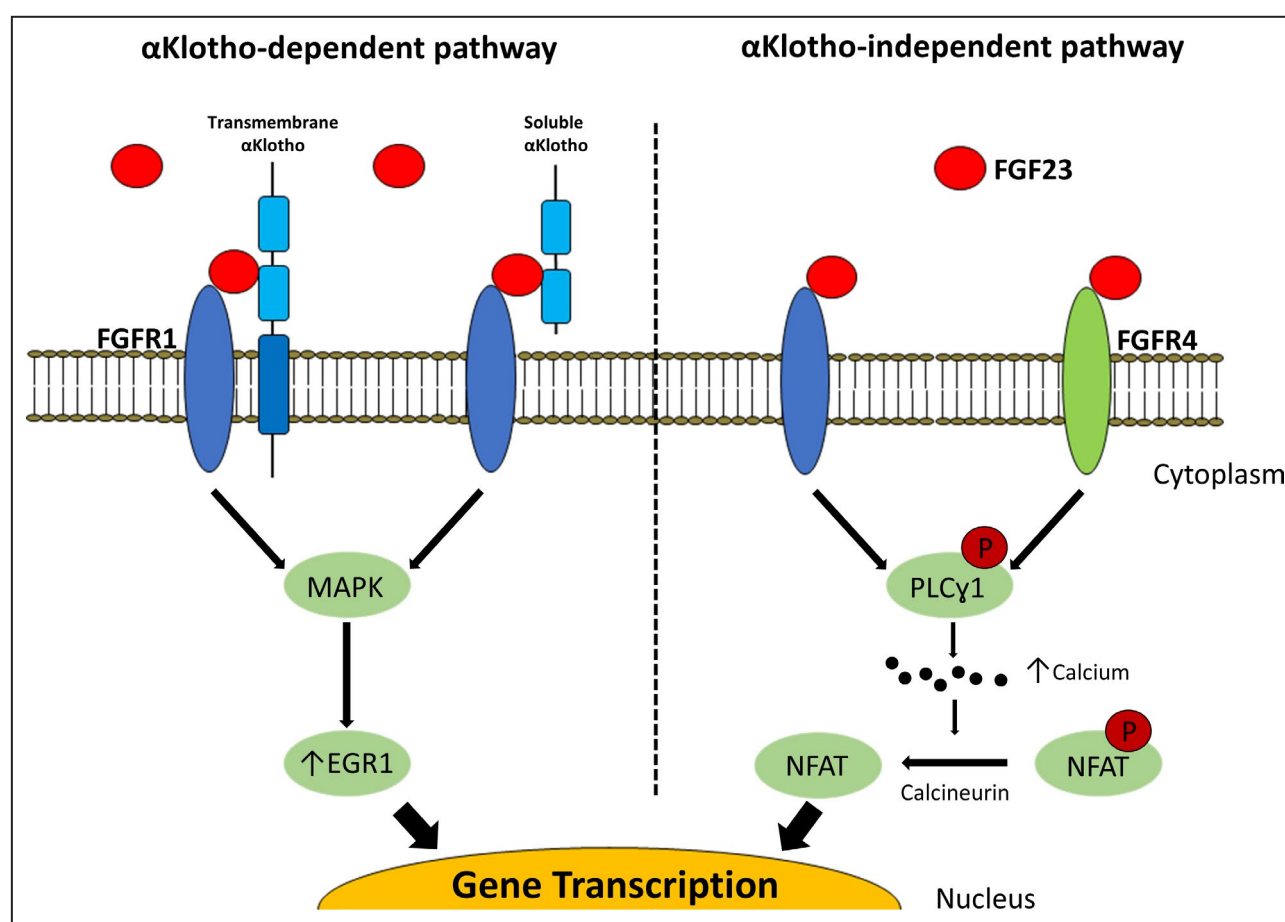 αKlotho-dependent pathway
αKlotho-independent pathway
Transmembrane
αKlotho
Soluble
αKlotho
FGF23
FGFR1
FGFR4
Cytoplasm
MAPK
P
PLCɣ1
↑Calcium
↑EGR1
NFAT
Calcineurin
P
NFAT
Gene Transcription
Nucleus